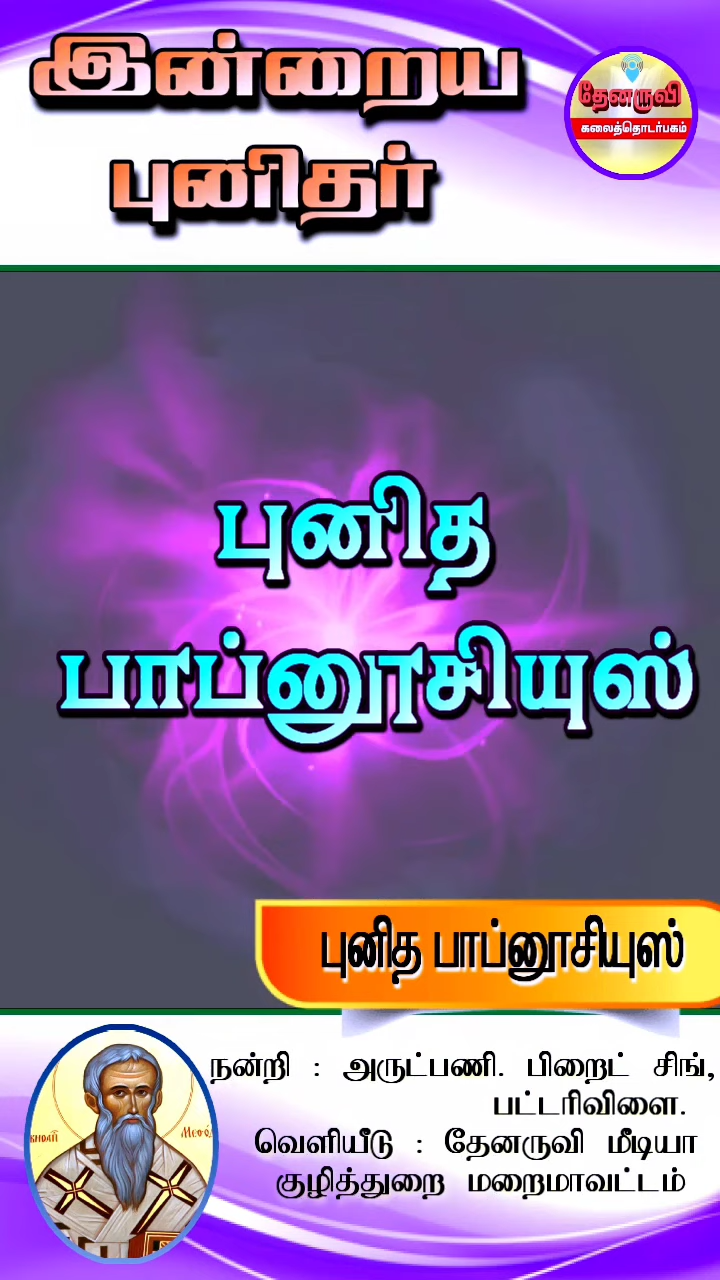 இன்றைய
புனிதர்
தேனருவி
கலைத்தொடர்பகம்
புனித
பாப்னூசியுஸ்
புனித பாப்னூசியுஸ்
நன்றி : அருட்பணி. பிறைட் சிங்,
பட்டரிவிளை.
வெளியீடு : தேனருவி மீடியா
குழித்துறை மறைமாவட்டம்